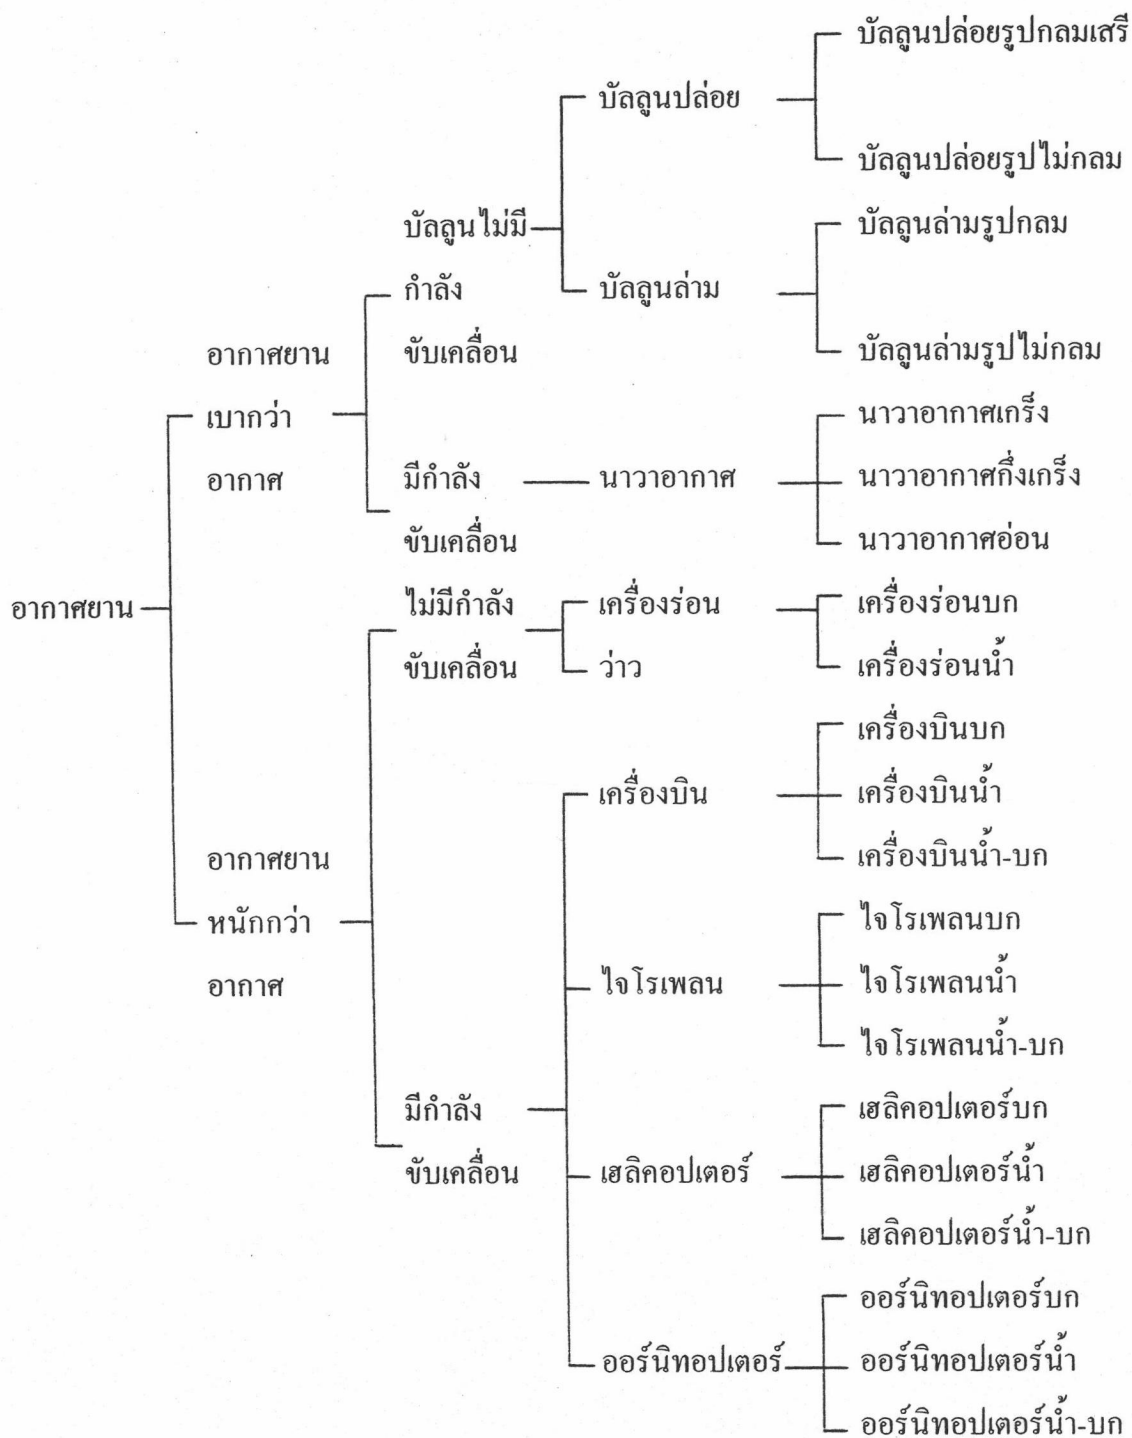 บัลลูนปล่อยรูปกลมเสรี
บัลลูนปล่อย
บัลลูนปล่อยรูปไม่กลม
บัลลูนไม่มี
บัลลูนล่ามรูปกลม
กำลัง
บัลลูนล่าม
ขับเคลื่อน
บัลลูนล่ามรูปไม่กลม
อากาศยาน
เบากว่า
อากาศ
นาวาอากาศเกร็ง
มีกำลัง
นาวาอากาศ
นาวาอากาศกึ่งเกร็ง
ขับเคลื่อน
นาวาอากาศอ่อน
อากาศยาน
ไม่มีกำลัง
เครื่องร่อน
เครื่องร่อนบก
ขับเคลื่อน
ว่าว
เครื่องร่อนน้ำ
เครื่องบินบก
เครื่องบิน
เครื่องบินน้ำ
เครื่องบินน้ำ-บก
อากาศยาน
หนักกว่า
อากาศ
ไจโรเพลนบก
ไจโรเพลน
ไจโรเพลนน้ำ
ไจโรเพลนน้ำ-บก
มีกำลัง
ขับเคลื่อน
เฮลิคอปเตอร์บก
เฮลิคอปเตอร์
เฮลิคอปเตอร์น้ำ
เฮลิคอปเตอร์น้ำ-บก
ออร์นิทอปเตอร์บก
ออร์นิทอปเตอร์
ออร์นิทอปเตอร์น้ำ
ออร์นิทอปเตอร์น้ำ-บก